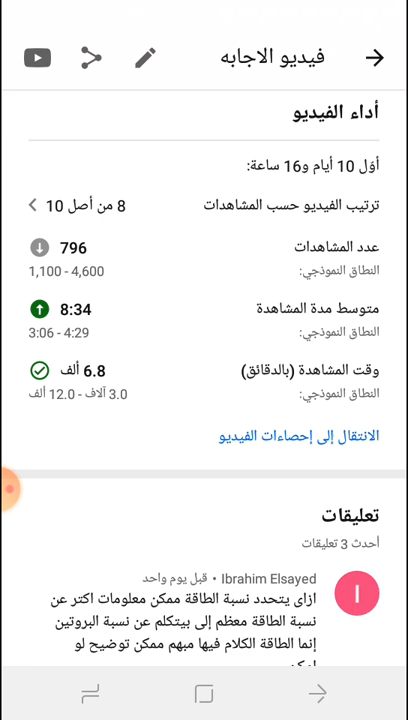 فيديو الاجابه
أداء الفيديو
أوّل 10 أيام و16 ساعة:
ترتيب الفيديو حسب المشاهدات 8 من أصل 10
عدد المشاهدات 796
النطاق النموذجي: 1,100 - 4,600
متوسط مدة المشاهدة 8:34
النطاق النموذجي: 3:06 - 4:29
وقت المشاهدة (بالدقائق) 6.8 ألف
النطاق النموذجي: 3.0 آلاف - 12.0 ألف
الانتقال إلى إحصاءات الفيديو
تعليقات
أحدث 3 تعليقات
I
Ibrahim Elsayed • قبل يوم واحد
ازاى يتحدد نسبة الطاقة ممكن معلومات اكتر عن
نسبة الطاقة معظم إلى بيتكلم عن نسبة البروتين
إنما الطاقة الكلام فيها مبهم ممكن توضيح لو